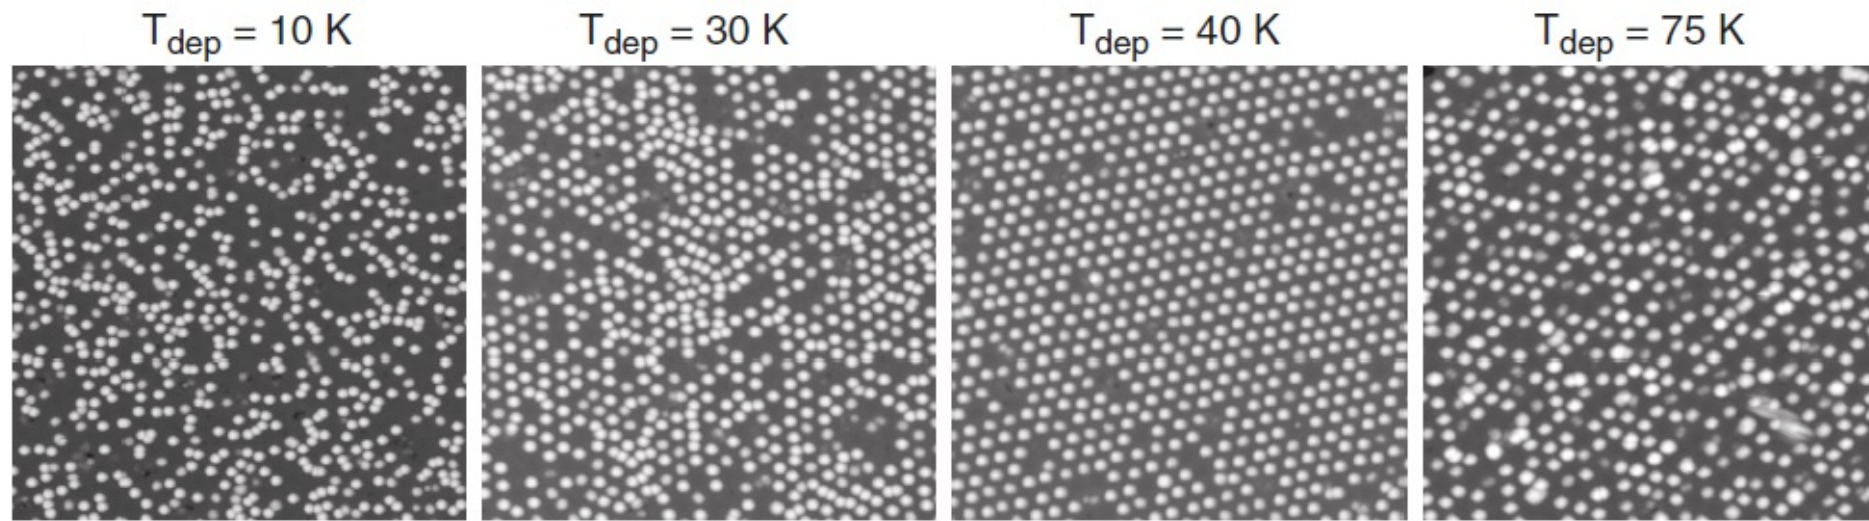 T_dep = 10 K
T_dep = 30 K
T_dep = 40 K
T_dep = 75 K